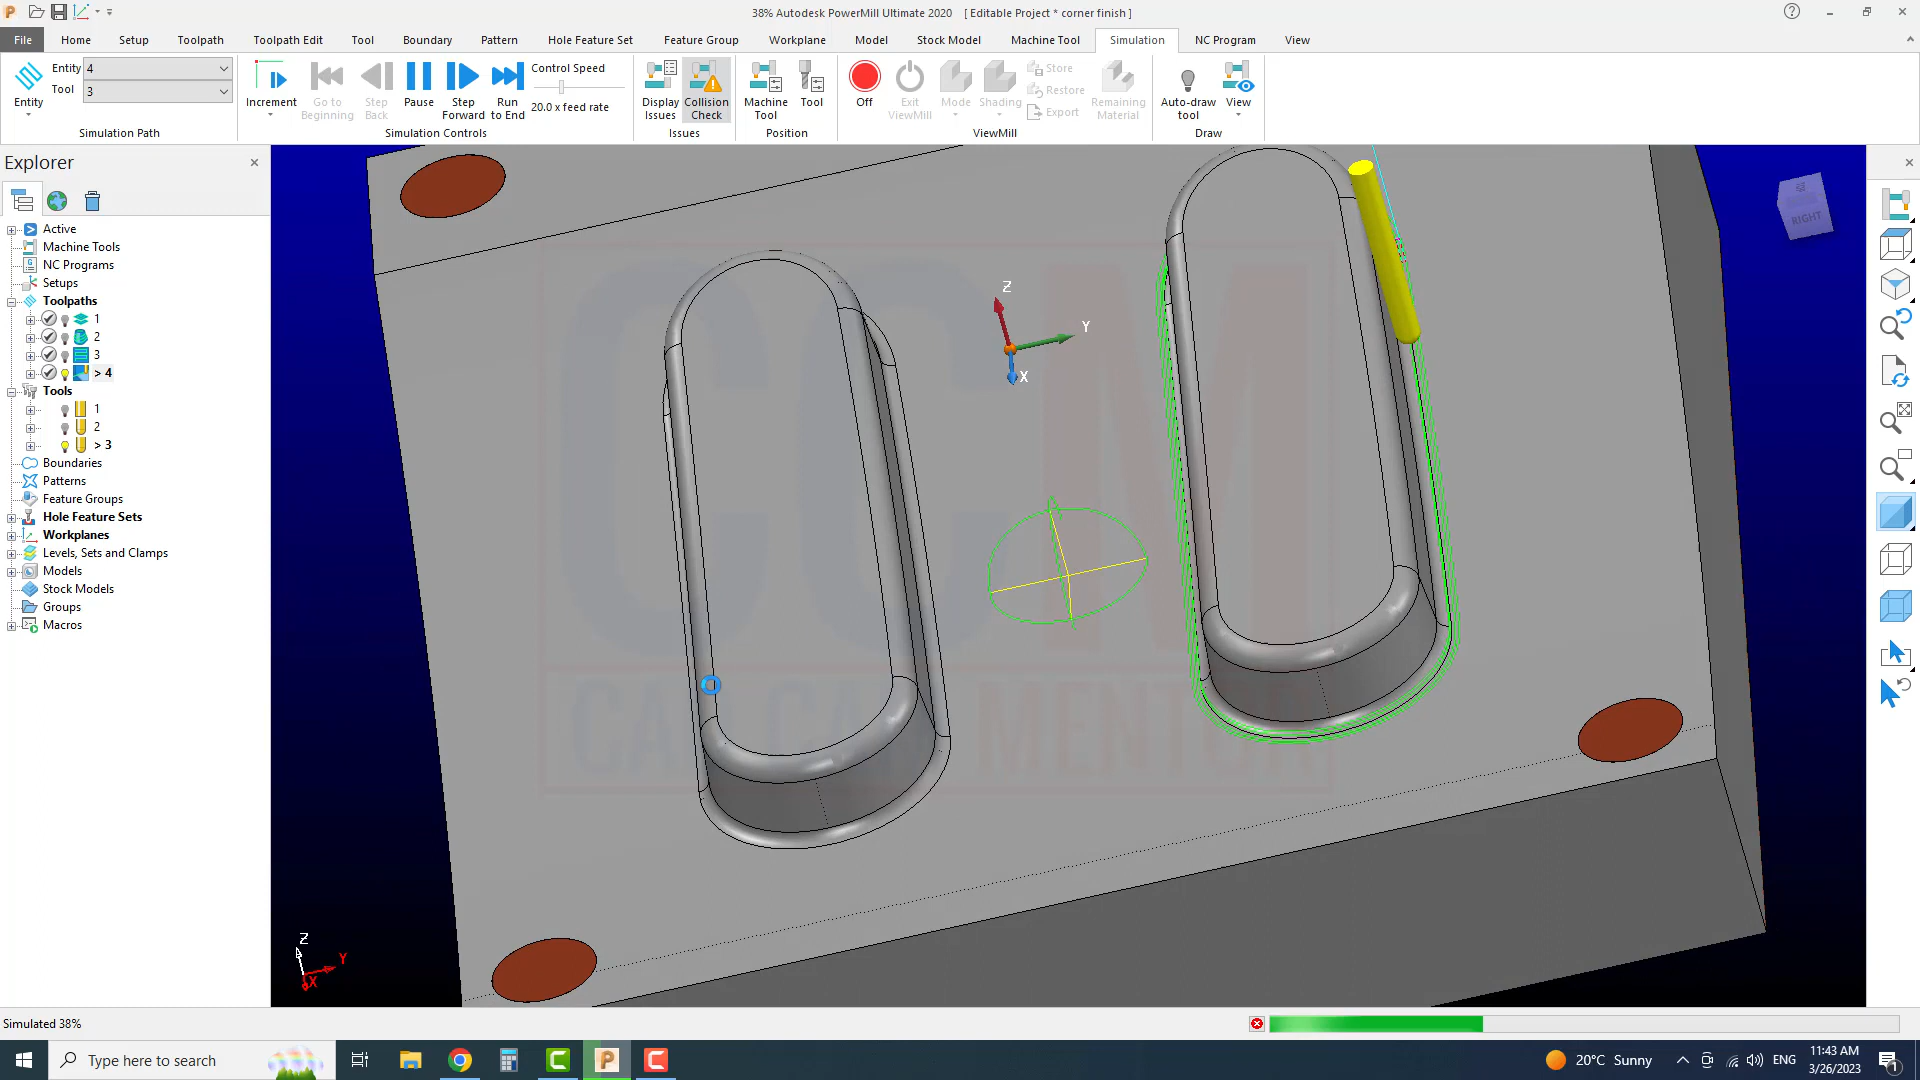 38% Autodesk PowerMill Ultimate 2020 [ Editable Project * corner finish ]
File Home Setup Toolpath Toolpath Edit Tool Boundary Pattern Hole Feature Set Feature Group Workplane Model Stock Model Machine Tool Simulation NC Program View
Entity
Entity 4
Tool 3
Simulation Path
Increment
Go to Beginning
Step Back
Pause
Step Forward
Run to End
Control Speed
20.0 x feed rate
Simulation Controls
Display Issues
Collision Check
Issues
Machine Tool
Tool
Position
Off
Exit ViewMill
Mode
Shading
Store
Restore
Export
Remaining Material
ViewMill
Auto-draw tool
View
Draw
Explorer
Active
Machine Tools
NC Programs
Setups
Toolpaths
1
2
3
> 4
Tools
1
2
> 3
Boundaries
Patterns
Feature Groups
Hole Feature Sets
Workplanes
Levels, Sets and Clamps
Models
Stock Models
Groups
Macros
RIGHT
Z
Y
X
CCM
CAD CAM MENTOR
Z
Y
X
Simulated 38%
Type here to search
20°C Sunny
ENG
11:43 AM
3/26/2023
1